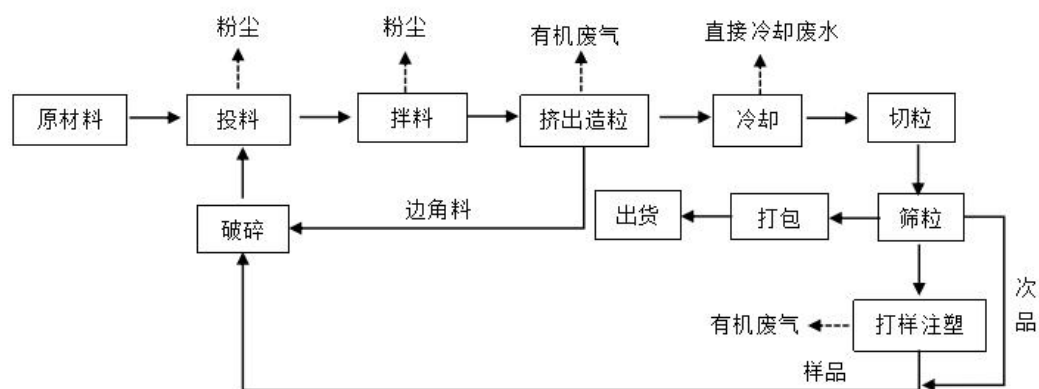 粉尘
粉尘
有机废气
直接冷却废水
原材料
投料
拌料
挤出造粒
冷却
切粒
破碎
边角料
出货
打包
筛粒
次品
有机废气
打样注塑
样品